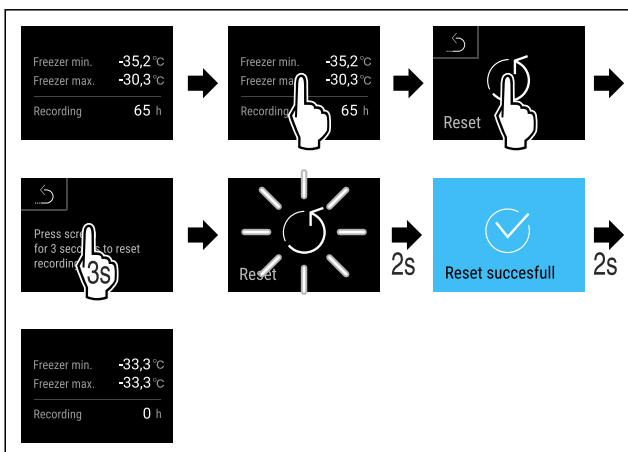 Freezer min. -35,2 °C
Freezer max. -30,3 °C
Recording 65 h
Freezer min. -35,2 °C
Freezer -30,3 °C
Recording 65 h
Reset
Press
for 3 to reset
3s
Reset
2s
Reset succesfull
2s
Freezer min. -33,3 °C
Freezer max. -33,3 °C
Recording 0 h